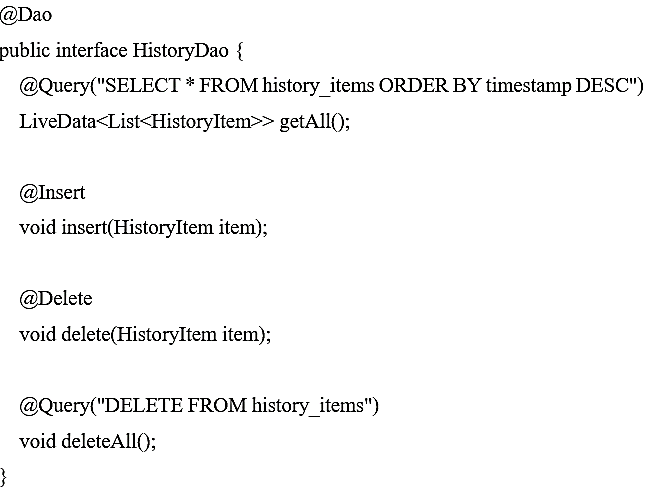 @Dao
public interface HistoryDao {
@Query("SELECT * FROM history_items ORDER BY timestamp DESC")
LiveData<List<HistoryItem>> getAll();
@Insert
void insert(HistoryItem item);
@Delete
void delete(HistoryItem item);
@Query("DELETE FROM history_items")
void deleteAll();
}